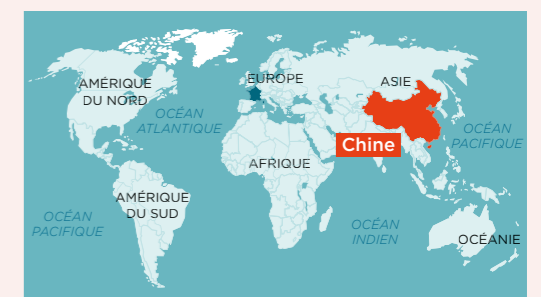 AMÉRIQUE
DU NORD
OCÉAN
ATLANTIQUE
EUROPE
ASIE
Chine
OCÉAN
PACIFIQUE
AFRIQUE
AMÉRIQUE
DU SUD
OCÉAN
PACIFIQUE
OCÉAN
INDIEN
OCÉANIE